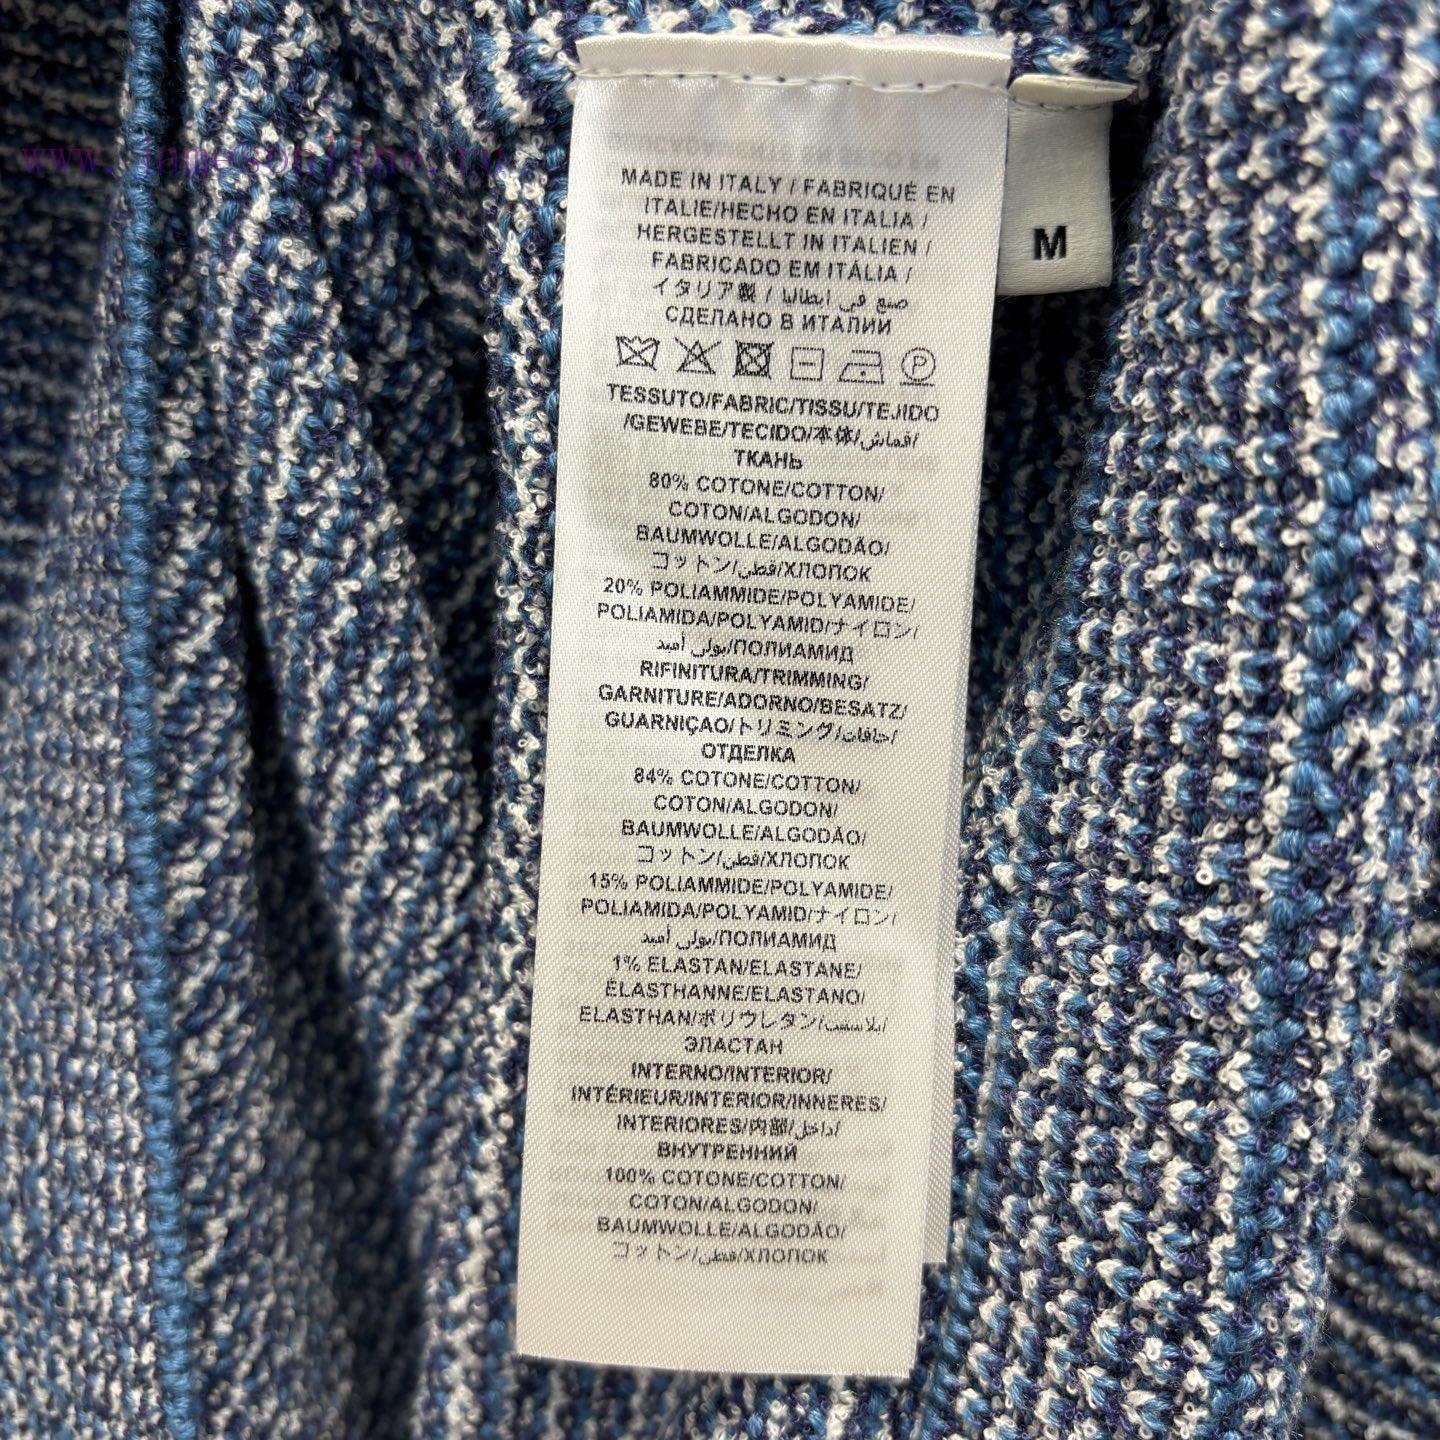 www.jamesonline.ru
MADE IN ITALY / FABRIQUÉ EN
ITALIE/HECHO EN ITALIA /
HERGESTELLT IN ITALIEN /
FABRICADO EM ITÁLIA /
イタリア製 / صنع في ايطاليا
СДЕЛАНО В ИТАЛИИ
M
TESSUTO/FABRIC/TISSU/TEJIDO
/GEWEBE/TECIDO/本体/قماش/
ТКАНЬ
80% COTONE/COTTON/
COTON/ALGODON/
BAUMWOLLE/ALGODÃO/
コットン/قطن/ХЛОПОК
20% POLIAMMIDE/POLYAMIDE/
POLIAMIDA/POLYAMID/ナイロン/
بولي أميد/ПОЛИАМИД
RIFINITURA/TRIMMING/
GARNITURE/ADORNO/BESATZ/
GUARNIÇAO/トリミング/حافات/
ОТДЕЛКА
84% COTONE/COTTON/
COTON/ALGODON/
BAUMWOLLE/ALGODÃO/
コットン/قطن/ХЛОПОК
15% POLIAMMIDE/POLYAMIDE/
POLIAMIDA/POLYAMID/ナイロン/
بولي أميد/ПОЛИАМИД
1% ELASTAN/ELASTANE/
ÉLASTHANNE/ELASTANO/
ELASTHAN/ポリウレタン/
ЭЛАСТАН
INTERNO/INTERIOR/
INTÉRIEUR/INTERIOR/INNERES/
INTERIORES/内部/داخل/
ВНУТРЕННИЙ
100% COTONE/COTTON/
COTON/ALGODON/
BAUMWOLLE/ALGODÃO/
コットン/قطن/ХЛОПОК